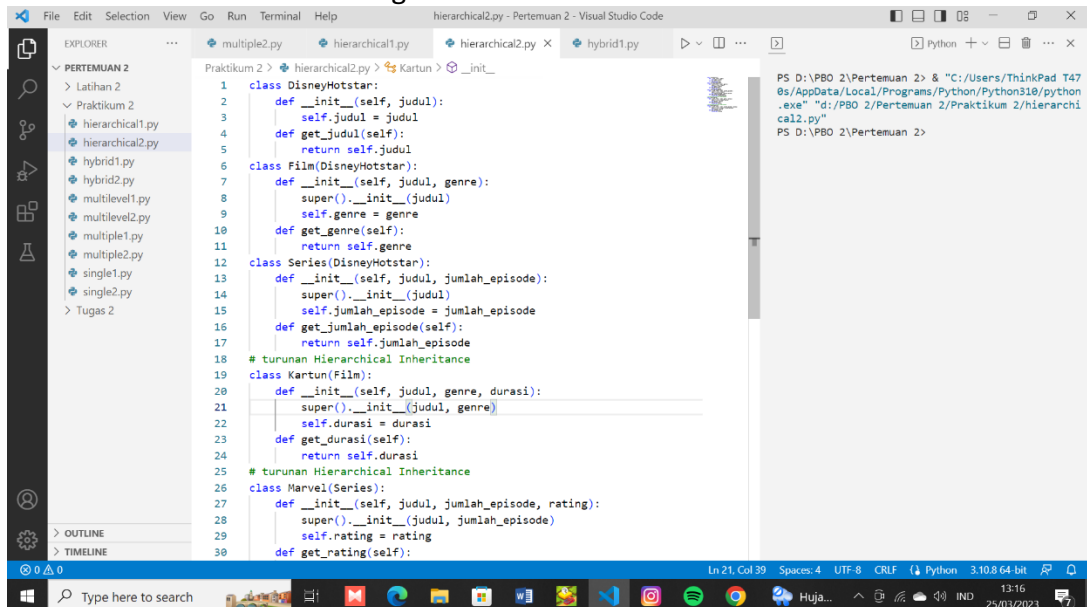 File Edit Selection View Go Run Terminal Help hierarchical2.py - Pertemuan 2 - Visual Studio Code
EXPLORER
PERTEMUAN 2
Latihan 2
Praktikum 2
hierarchical1.py
hierarchical2.py
hybrid1.py
hybrid2.py
multilevel1.py
multilevel2.py
multiple1.py
multiple2.py
single1.py
single2.py
Tugas 2
OUTLINE
TIMELINE
multiple2.py hierarchical1.py hierarchical2.py hybrid1.py
Praktikum 2 > hierarchical2.py > Kartun > __init__
1 class DisneyHotstar:
2 def __init__(self, judul):
3 self.judul = judul
4 def get_judul(self):
5 return self.judul
6 class Film(DisneyHotstar):
7 def __init__(self, judul, genre):
8 super().__init__(judul)
9 self.genre = genre
10 def get_genre(self):
11 return self.genre
12 class Series(DisneyHotstar):
13 def __init__(self, judul, jumlah_episode):
14 super().__init__(judul)
15 self.jumlah_episode = jumlah_episode
16 def get_jumlah_episode(self):
17 return self.jumlah_episode
18 # turunan Hierarchical Inheritance
19 class Kartun(Film):
20 def __init__(self, judul, genre, durasi):
21 super().__init__(judul, genre)
22 self.durasi = durasi
23 def get_durasi(self):
24 return self.durasi
25 # turunan Hierarchical Inheritance
26 class Marvel(Series):
27 def __init__(self, judul, jumlah_episode, rating):
28 super().__init__(judul, jumlah_episode)
29 self.rating = rating
30 def get_rating(self):
Python
PS D:\PBO 2\Pertemuan 2> & "C:/Users/ThinkPad T47
0s/AppData/Local/Programs/Python/Python310/python
.exe" "d:/PBO 2/Pertemuan 2/Praktikum 2/hierarchi
cal2.py"
PS D:\PBO 2\Pertemuan 2>
0 0 Ln 21, Col 39 Spaces: 4 UTF-8 CRLF Python 3.10.8 64-bit
Type here to search Huja... IND 13:16
25/03/2023 7